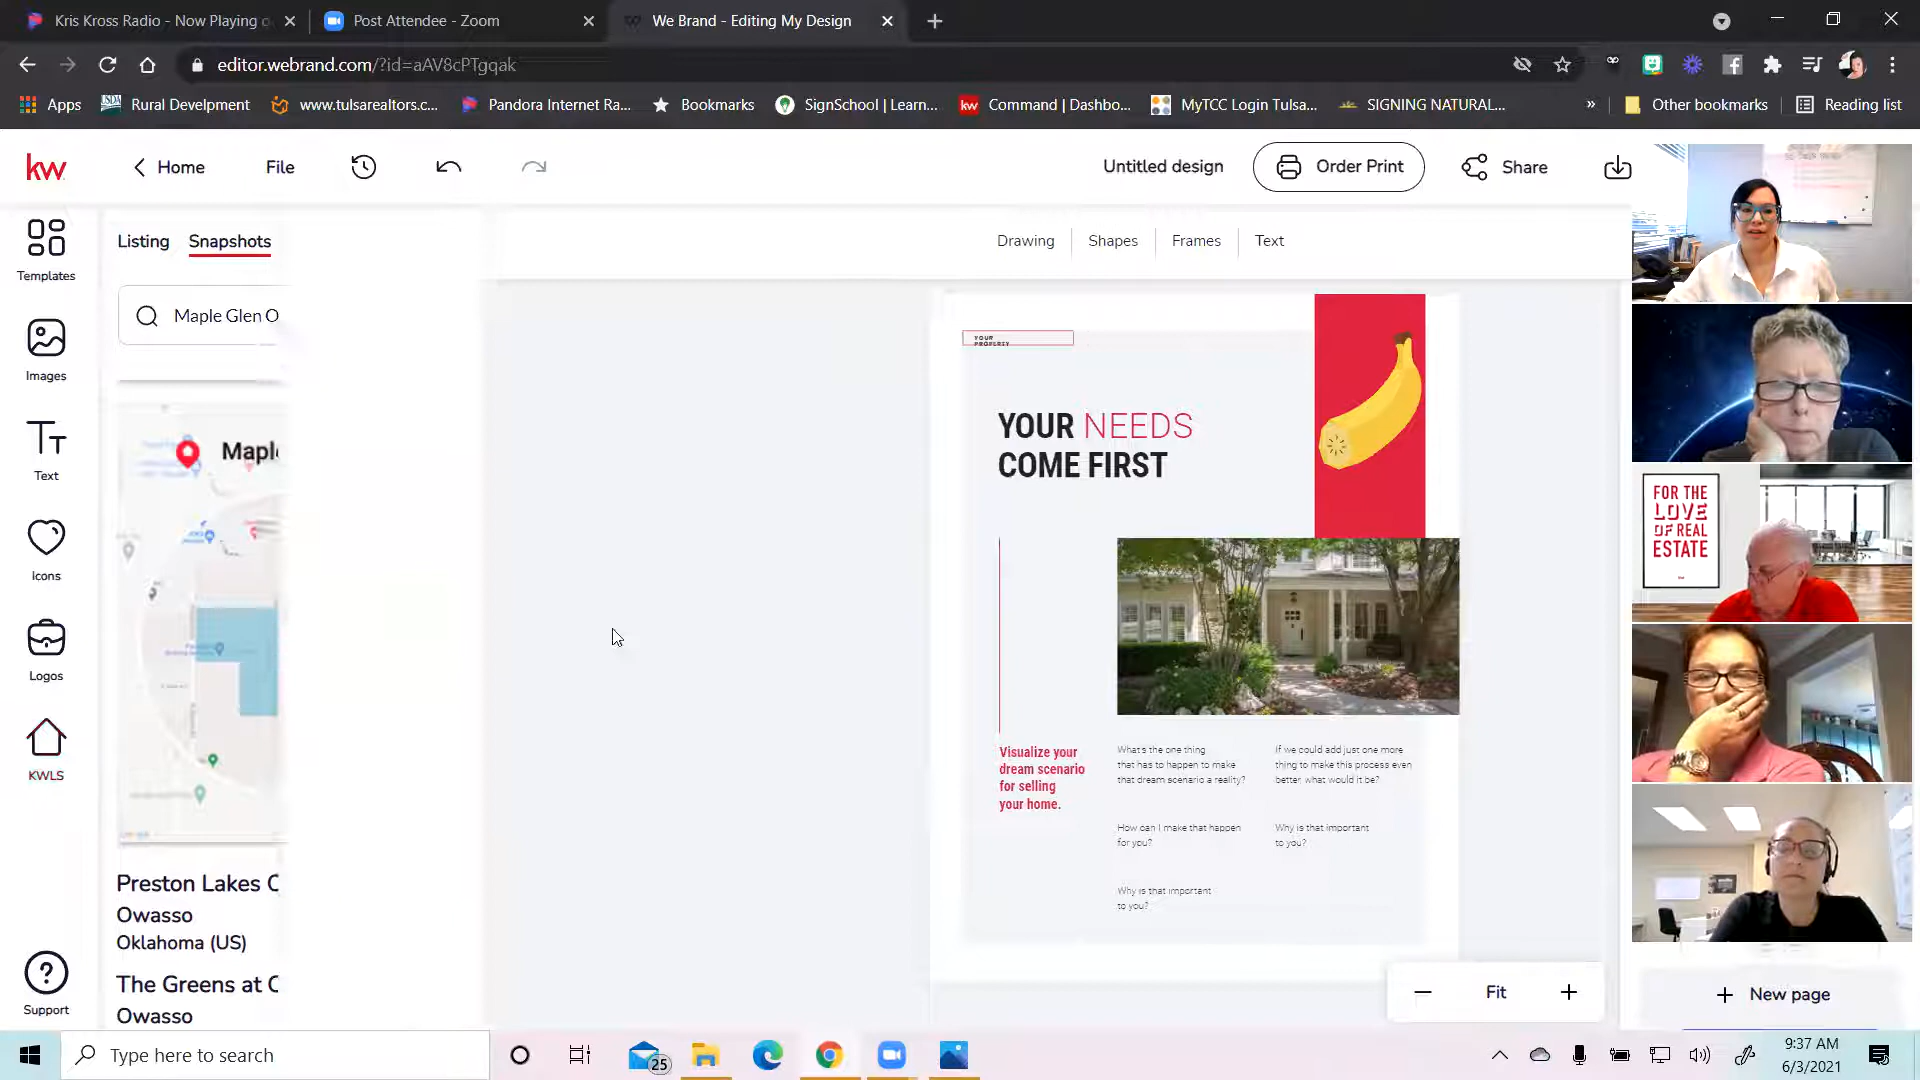 Kris Kross Radio - Now Playing o
Post Attendee - Zoom
We Brand - Editing My Design
editor.webrand.com/?id=aAV8cPTgqak
Apps
Rural Develpment
www.tulsarealtors.c...
Pandora Internet Ra...
Bookmarks
SignSchool | Learn...
kw
Command | Dashbo...
MyTCC Login Tulsa...
SIGNING NATURAL...
»
Other bookmarks
Reading list
kw
Home
File
Untitled design
Order Print
Share
Templates
Images
Text
Icons
Logos
KWLS
Support
Listing
Snapshots
Maple Glen O
Maple
Preston Lakes C
Owasso
Oklahoma (US)
The Greens at C
Owasso
Drawing
Shapes
Frames
Text
YOUR
PROPERTY
YOUR NEEDS
COME FIRST
Visualize your
dream scenario
for selling
your home.
What's the one thing
that has to happen to make
that dream scenario a reality?
How can I make that happen
for you?
Why is that important
to you?
If we could add just one more
thing to make this process even
better, what would it be?
Why is that important
to you?
Fit
FOR THE
LOVE
OF REAL
ESTATE
New page
Type here to search
25
9:37 AM
6/3/2021